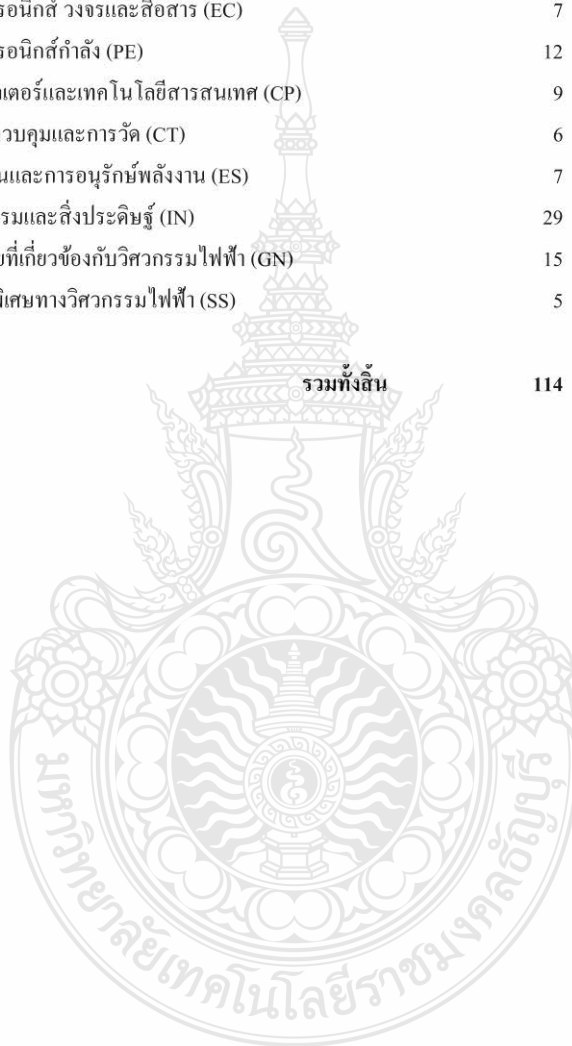 รอนิกส์ วงจรและสื่อสาร (EC) 7
รอนิกส์กำลัง (PE) 12
เตอร์และเทคโนโลยีสารสนเทศ (CP) 9
วบคุมและการวัด (CT) 6
นและการอนุรักษ์พลังงาน (ES) 7
รมและสิ่งประดิษฐ์ (IN) 29
ยที่เกี่ยวข้องกับวิศวกรรมไฟฟ้า (GN) 15
พิเศษทางวิศวกรรมไฟฟ้า (SS) 5
รวมทั้งสิ้น 114
มหาวิทยาลัยเทคโนโลยีราชมงคลธัญบุรี